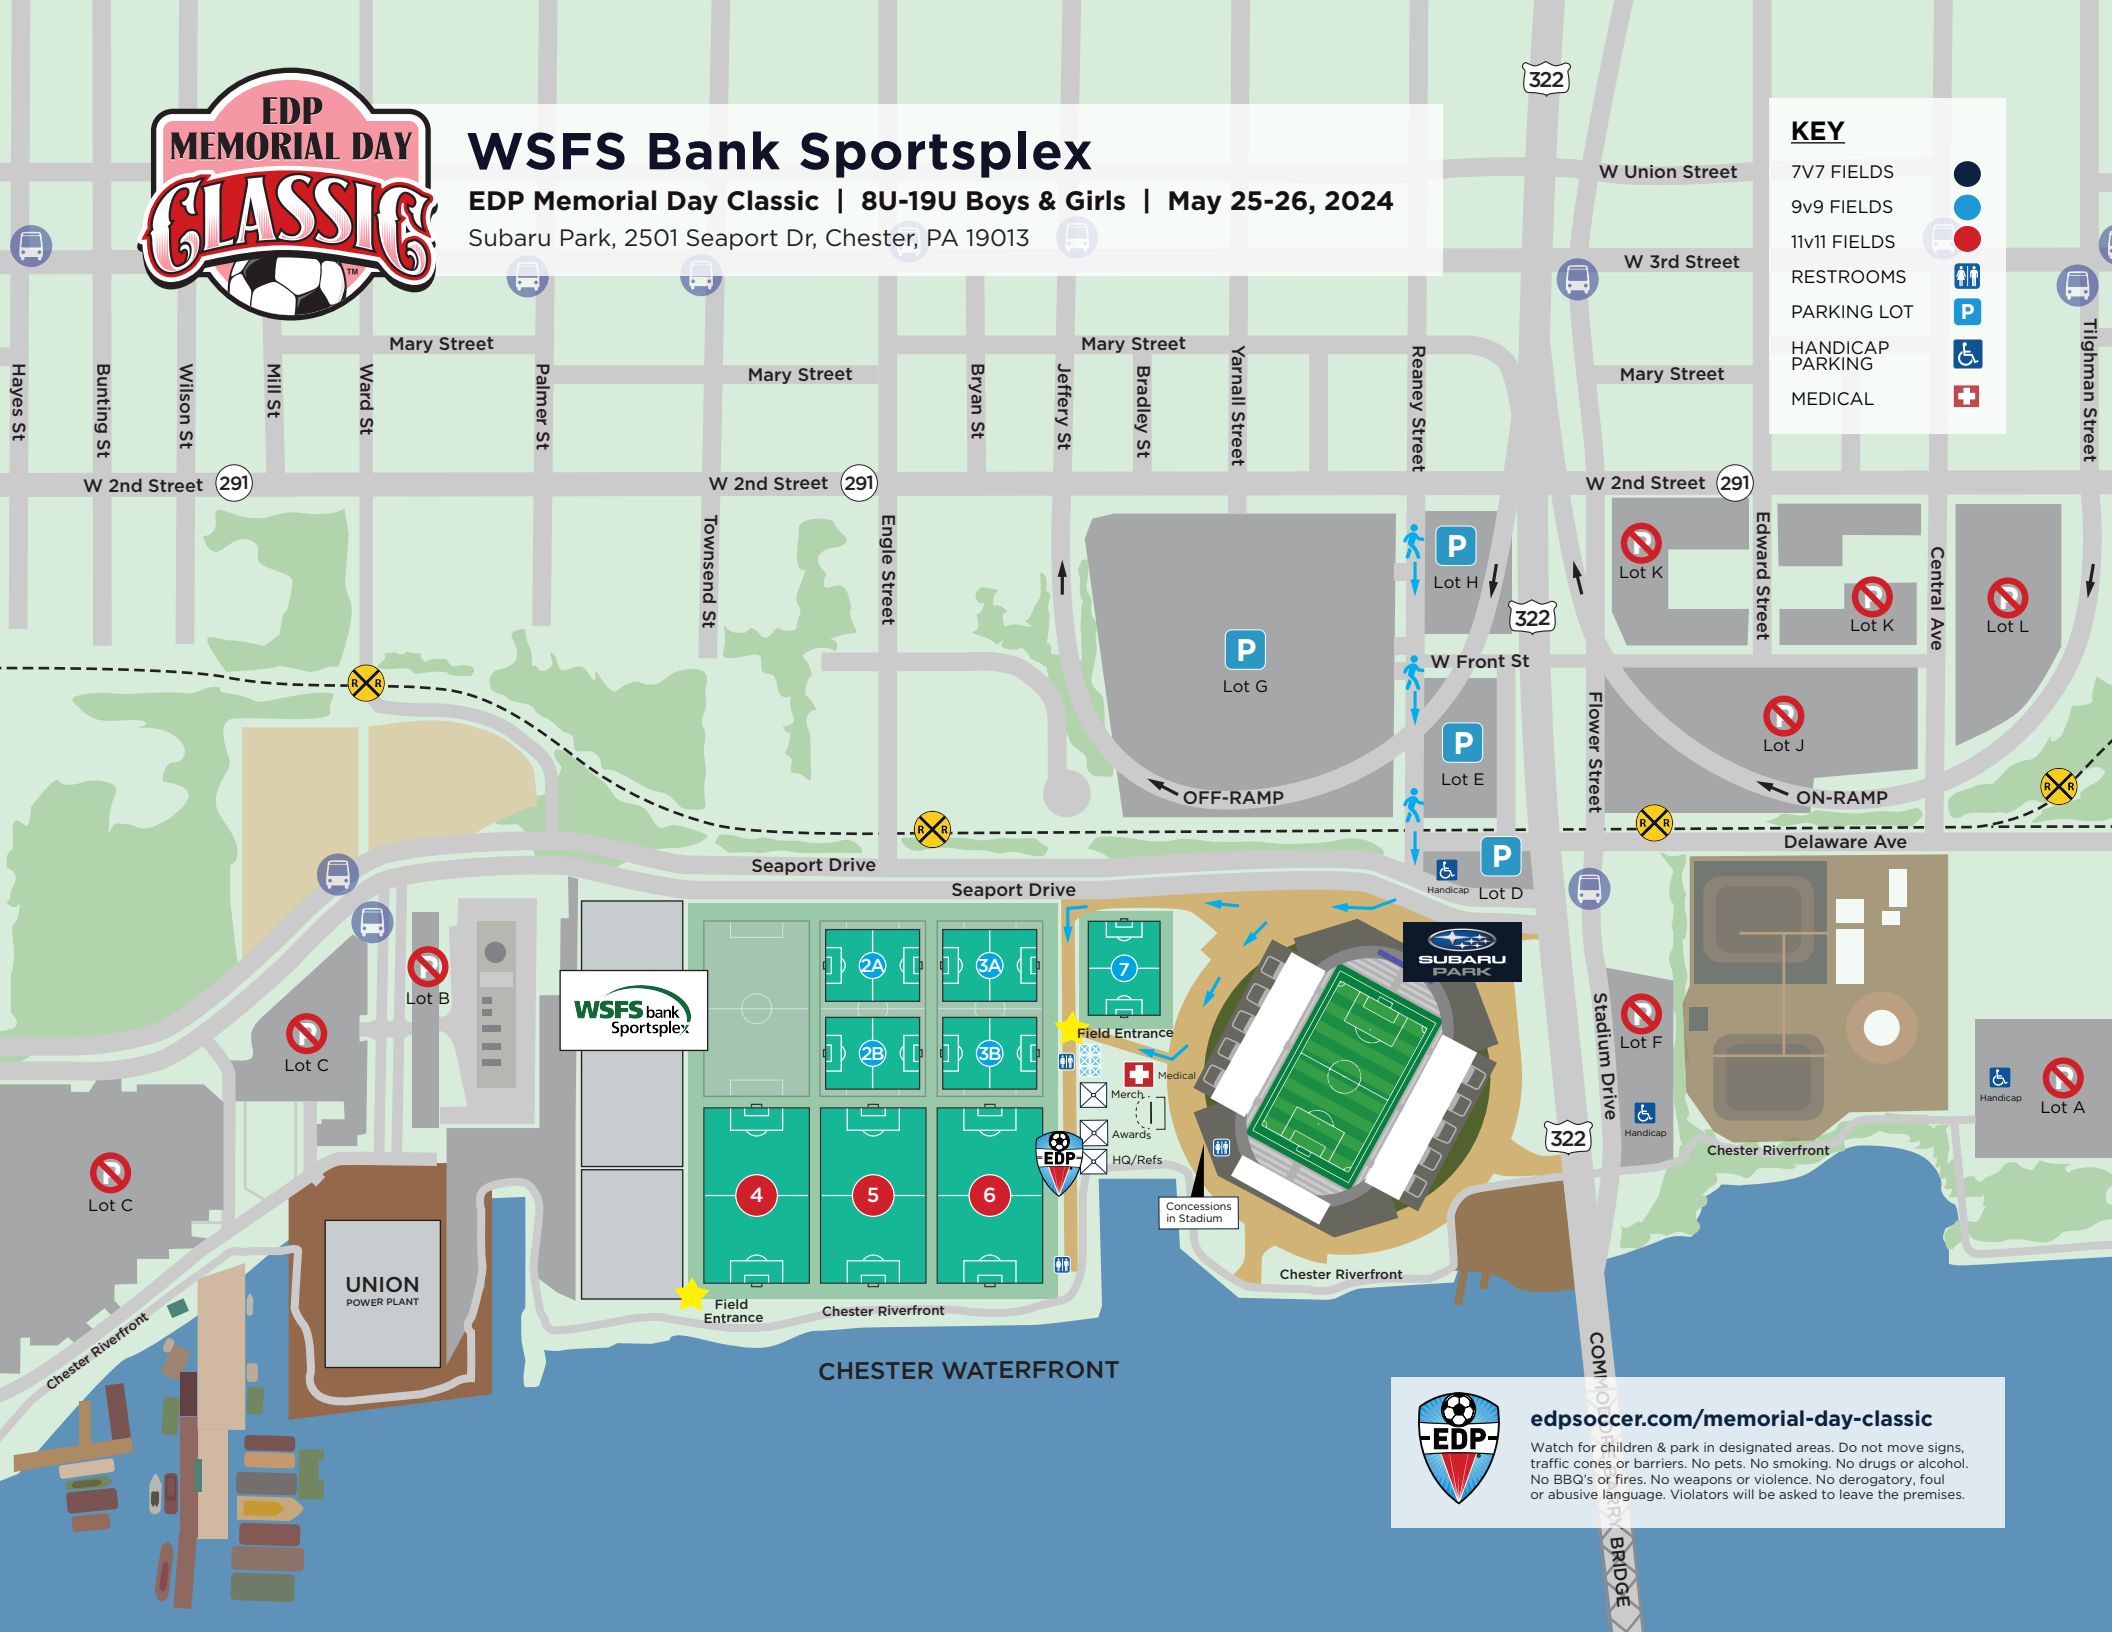 EDP
MEMORIAL DAY
CLASSIC
TM
WSFS Bank Sportsplex
EDP Memorial Day Classic | 8U-19U Boys & Girls | May 25-26, 2024
Subaru Park, 2501 Seaport Dr, Chester, PA 19013
322
KEY
7V7 FIELDS
9v9 FIELDS
11v11 FIELDS
RESTROOMS
PARKING LOT
P
HANDICAP
PARKING
MEDICAL
W Union Street
W 3rd Street
Mary Street
Mary Street
Mary Street
Mary Street
Hayes St
Bunting St
Wilson St
Mill St
Ward St
Palmer St
Bryan St
Jeffery St
Bradley St
Yarnall Street
Reaney Street
Tilghman Street
W 2nd Street 291
W 2nd Street 291
W 2nd Street 291
Townsend St
Engle Street
Edward Street
Central Ave
P
Lot H
P
Lot K
P
Lot K
P
Lot L
322
P
Lot G
W Front St
R R
P
Lot E
Flower Street
P
Lot J
OFF-RAMP
ON-RAMP
R R
R R
R R
Delaware Ave
Seaport Drive
Seaport Drive
Handicap
P
Lot D
SUBARU
PARK
P
Lot B
P
Lot C
P
Lot C
WSFS bank
Sportsplex
2A
3A
7
2B
3B
Field Entrance
Medical
Merch
Awards
HQ/Refs
EDP
4
5
6
Concessions
in Stadium
Stadium Drive
P
Lot F
Handicap
Handicap
P
Lot A
322
Chester Riverfront
Chester Riverfront
Field
Entrance
Chester Riverfront
Chester Riverfront
UNION
POWER PLANT
CHESTER WATERFRONT
COMMODORE BARRY BRIDGE
EDP
edpsoccer.com/memorial-day-classic
Watch for children & park in designated areas. Do not move signs,
traffic cones or barriers. No pets. No smoking. No drugs or alcohol.
No BBQ's or fires. No weapons or violence. No derogatory, foul
or abusive language. Violators will be asked to leave the premises.